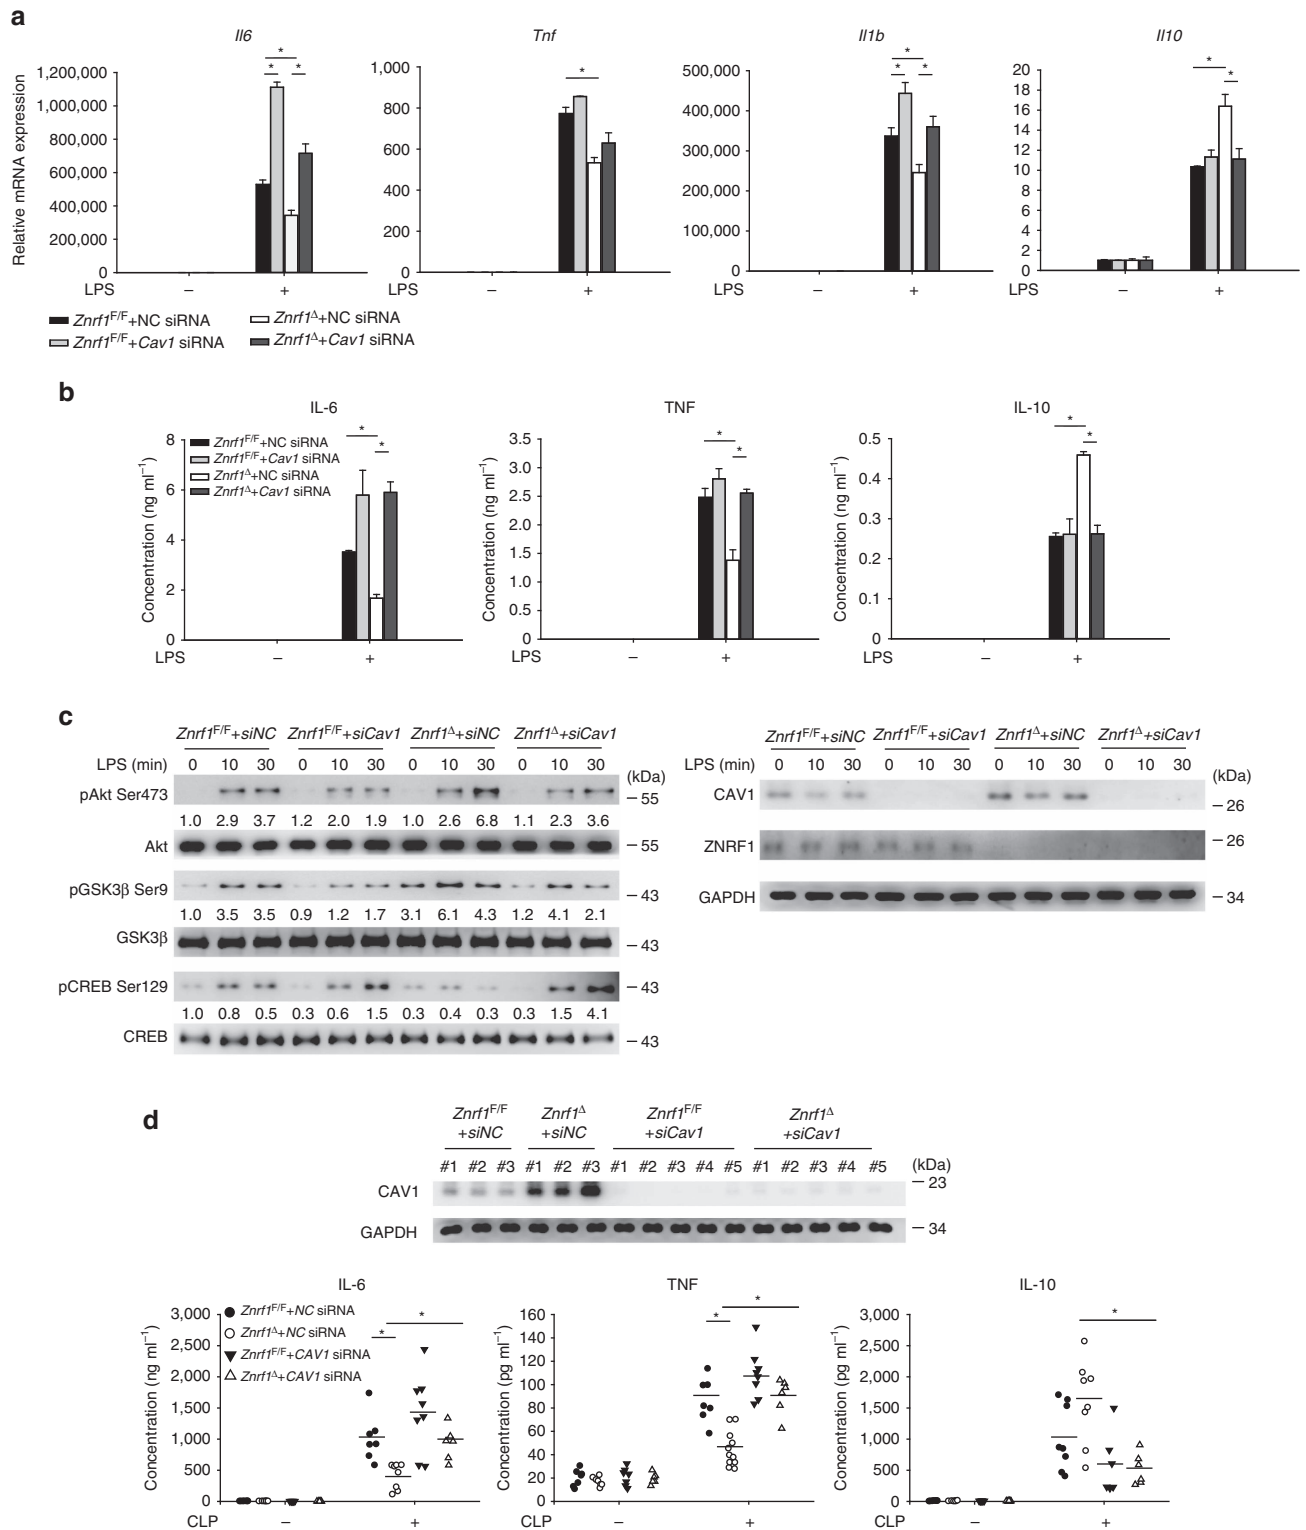 a
Il6
Tnf
Il1b
Il10
Relative mRNA expression
1,200,000
1,000,000
800,000
600,000
400,000
200,000
0
* * *
1,000
800
600
400
200
0
*
500,000
400,000
300,000
200,000
100,000
0
* * *
20
18
16
14
12
10
8
6
4
2
0
* *
LPS – +
LPS – +
LPS – +
LPS – +
Znrf1F/F+NC siRNA
Znrf1Δ+NC siRNA
Znrf1F/F+Cav1 siRNA
Znrf1Δ+Cav1 siRNA
b
IL-6
TNF
IL-10
Concentration (ng ml−1)
8
6
4
2
0
Znrf1F/F+NC siRNA
Znrf1F/F+Cav1 siRNA
Znrf1Δ+NC siRNA
Znrf1Δ+Cav1 siRNA
* *
Concentration (ng ml−1)
3.5
3.0
2.5
2.0
1.5
1.0
0.5
0
* *
Concentration (ng ml−1)
0.5
0.4
0.3
0.2
0.1
0
* *
LPS – +
LPS – +
LPS – +
c
Znrf1F/F+siNC Znrf1F/F+siCav1 Znrf1Δ+siNC Znrf1Δ+siCav1
LPS (min) 0 10 30 0 10 30 0 10 30 0 10 30 (kDa)
pAkt Ser473 – 55
1.0 2.9 3.7 1.2 2.0 1.9 1.0 2.6 6.8 1.1 2.3 3.6
Akt – 55
pGSK3β Ser9 – 43
1.0 3.5 3.5 0.9 1.2 1.7 3.1 6.1 4.3 1.2 4.1 2.1
GSK3β – 43
pCREB Ser129 – 43
1.0 0.8 0.5 0.3 0.6 1.5 0.3 0.4 0.3 0.3 1.5 4.1
CREB – 43
Znrf1F/F+siNC Znrf1F/F+siCav1 Znrf1Δ+siNC Znrf1Δ+siCav1
LPS (min) 0 10 30 0 10 30 0 10 30 0 10 30 (kDa)
CAV1 – 26
ZNRF1 – 26
GAPDH – 34
d
Znrf1F/F Znrf1Δ Znrf1F/F Znrf1Δ
+siNC +siNC +siCav1 +siCav1
#1 #2 #3 #1 #2 #3 #1 #2 #3 #4 #5 #1 #2 #3 #4 #5 (kDa)
CAV1 – 23
GAPDH – 34
IL-6
TNF
IL-10
Concentration (ng ml−1)
3,000
2,500
2,000
1,500
1,000
500
0
Znrf1F/F+NC siRNA
Znrf1Δ+NC siRNA
Znrf1F/F+CAV1 siRNA
Znrf1Δ+CAV1 siRNA
* *
Concentration (pg ml−1)
160
140
120
100
80
60
40
20
0
* *
Concentration (pg ml−1)
3,000
2,500
2,000
1,500
1,000
500
0
*
CLP – +
CLP – +
CLP – +